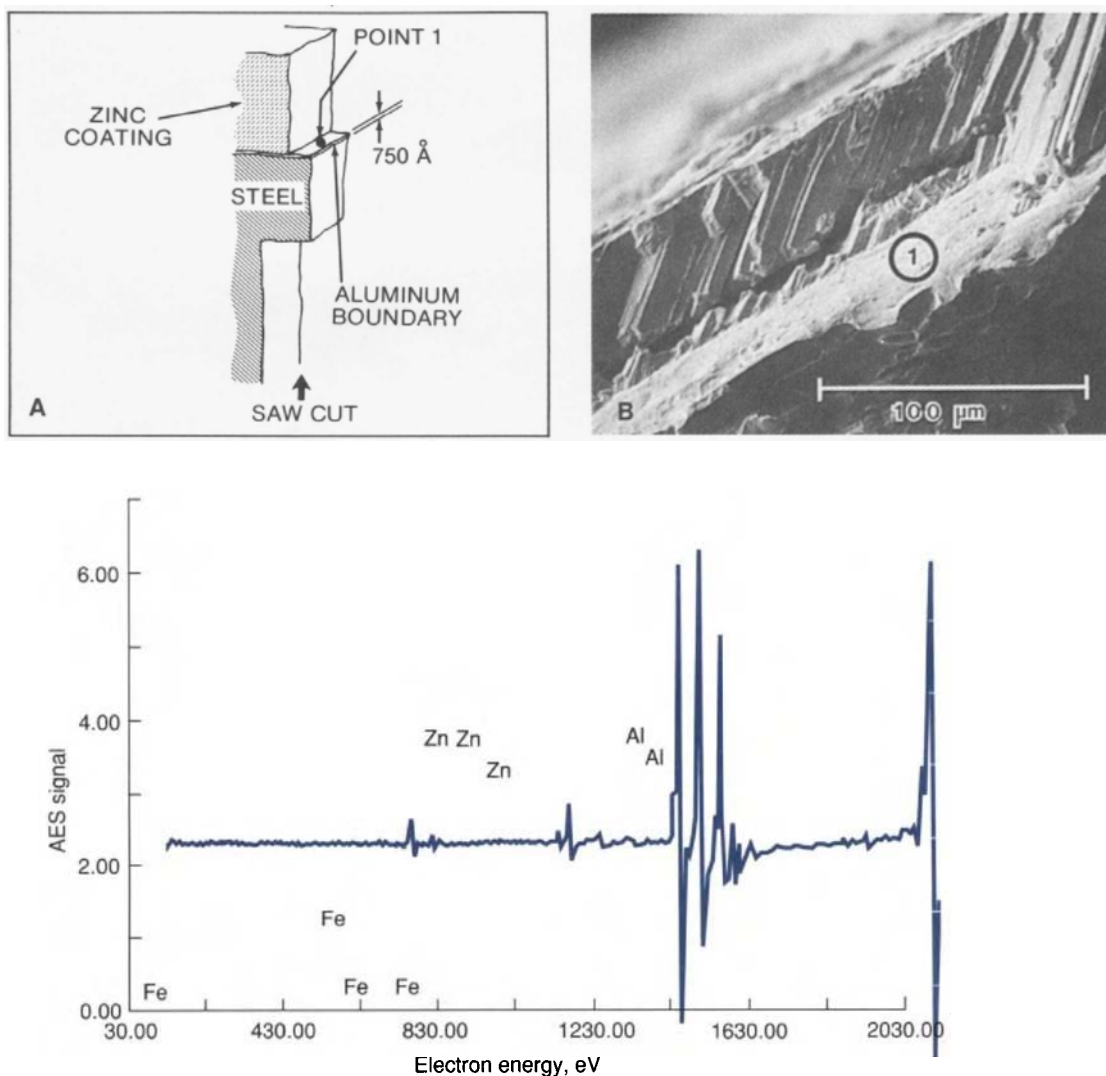 POINT 1
ZINC
COATING
750 Å
STEEL
ALUMINUM
BOUNDARY
A
SAW CUT
1
B
100 µm
6.00
4.00
2.00
0.00
AES signal
Zn Zn
Zn
Al
Al
Fe
Fe
Fe
Fe
30.00
430.00
830.00
1230.00
1630.00
2030.00
Electron energy, eV